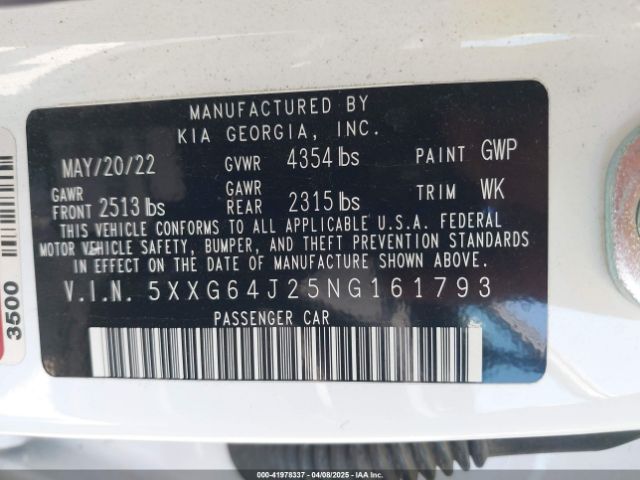 MANUFACTURED BY
KIA GEORGIA, INC.
MAY/20/22 GVWR 4354 lbs PAINT GWP
GAWR FRONT 2513 lbs GAWR REAR 2315 lbs TRIM WK
THIS VEHICLE CONFORMS TO ALL APPLICABLE U.S.A. FEDERAL
MOTOR VEHICLE SAFETY, BUMPER, AND THEFT PREVENTION STANDARDS
IN EFFECT ON THE DATE OF MANUFACTURE SHOWN ABOVE.
V.I.N. 5XXG64J25NG161793
PASSENGER CAR
3500
000-41978337 - 04/08/2025 - IAA Inc.